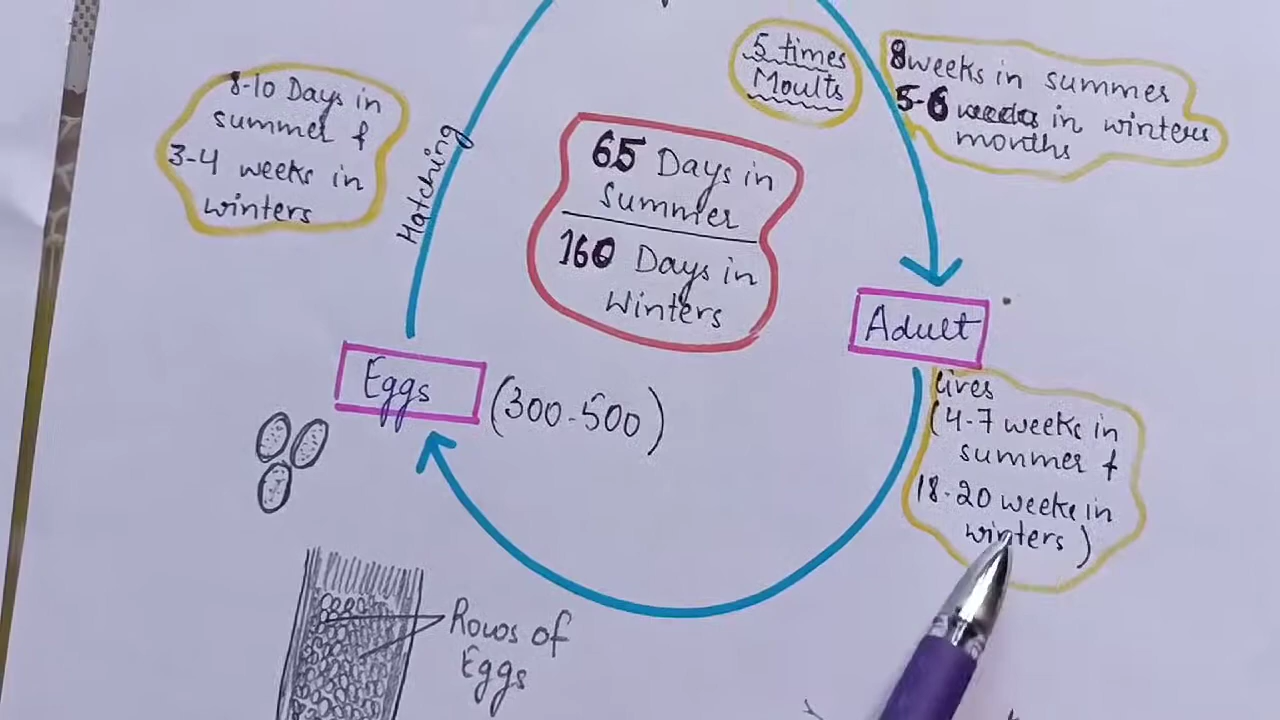 5 times
Moults
8 weeks in summer
5-6 weeks in winters
months
8-10 Days in
summer &
3-4 weeks in
winters
Hatching
65 Days in
summer
160 Days in
Winters
Adult
lives
(4-7 weeks in
summer &
18-20 weeks in
winters)
Eggs
(300-500)
Rows of
Eggs